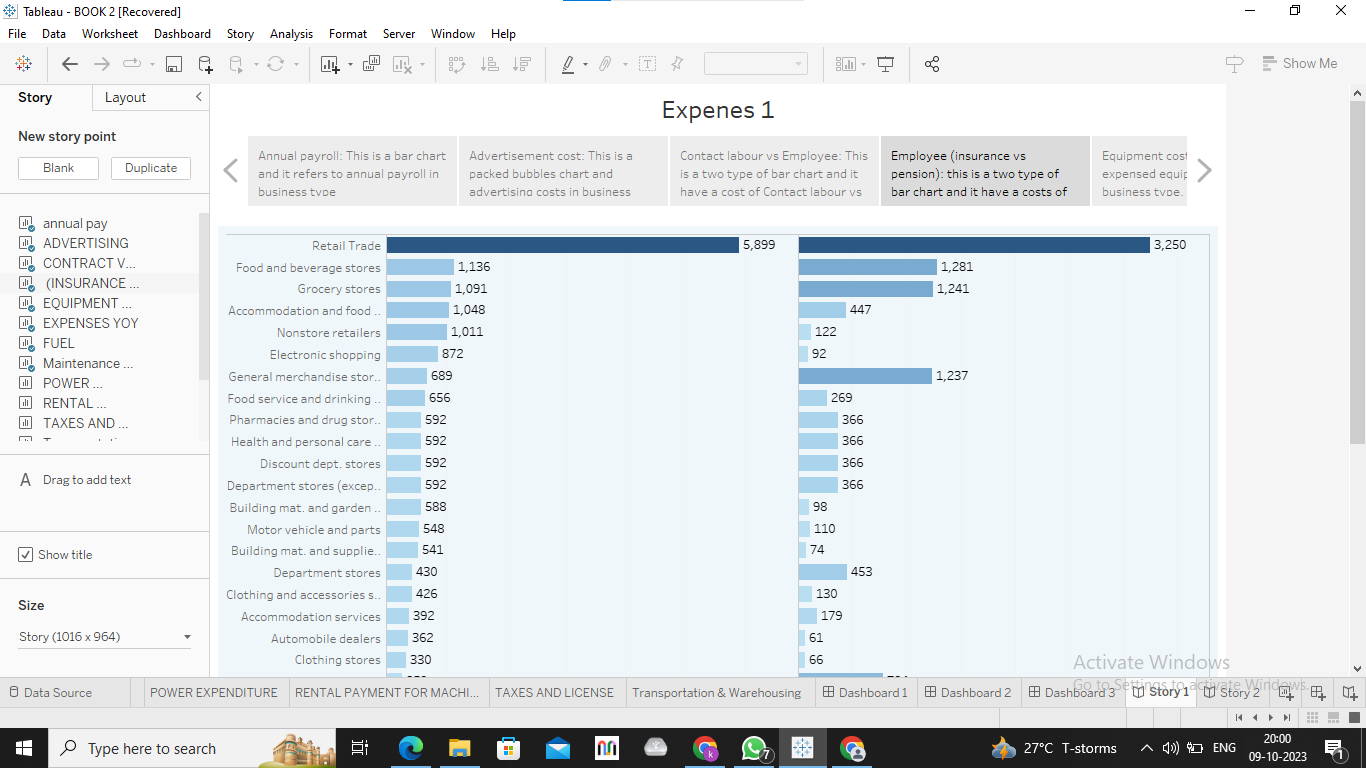 Tableau - BOOK 2 [Recovered]
File Data Worksheet Dashboard Story Analysis Format Server Window Help
Show Me
Story Layout
New story point
Blank Duplicate
annual pay
ADVERTISING
CONTRACT V...
(INSURANCE ...
EQUIPMENT ...
EXPENSES YOY
FUEL
Maintenance ...
POWER ...
RENTAL ...
TAXES AND ...
A Drag to add text
Show title
Size
Story (1016 x 964)
Expenes 1
Annual payroll: This is a bar chart
and it refers to annual payroll in
business type
Advertisement cost: This is a
packed bubbles chart and
advertising costs in business
Contact labour vs Employee: This
is a two type of bar chart and it
have a cost of Contact labour vs
Employee (insurance vs
pension): this is a two type of
bar chart and it have a costs of
Equipment cost
expensed equip
business type.
Retail Trade 5,899 3,250
Food and beverage stores 1,136 1,281
Grocery stores 1,091 1,241
Accommodation and food .. 1,048 447
Nonstore retailers 1,011 122
Electronic shopping 872 92
General merchandise stor.. 689 1,237
Food service and drinking .. 656 269
Pharmacies and drug stor.. 592 366
Health and personal care .. 592 366
Discount dept. stores 592 366
Department stores (excep.. 592 366
Building mat. and garden .. 588 98
Motor vehicle and parts 548 110
Building mat. and supplie.. 541 74
Department stores 430 453
Clothing and accessories s.. 426 130
Accommodation services 392 179
Automobile dealers 362 61
Clothing stores 330 66
Activate Windows
Go to Settings to activate Windows.
Data Source POWER EXPENDITURE RENTAL PAYMENT FOR MACHI... TAXES AND LICENSE Transportation & Warehousing Dashboard 1 Dashboard 2 Dashboard 3 Story 1 Story 2
Type here to search
k
7
27°C T-storms
ENG
20:00
09-10-2023
1